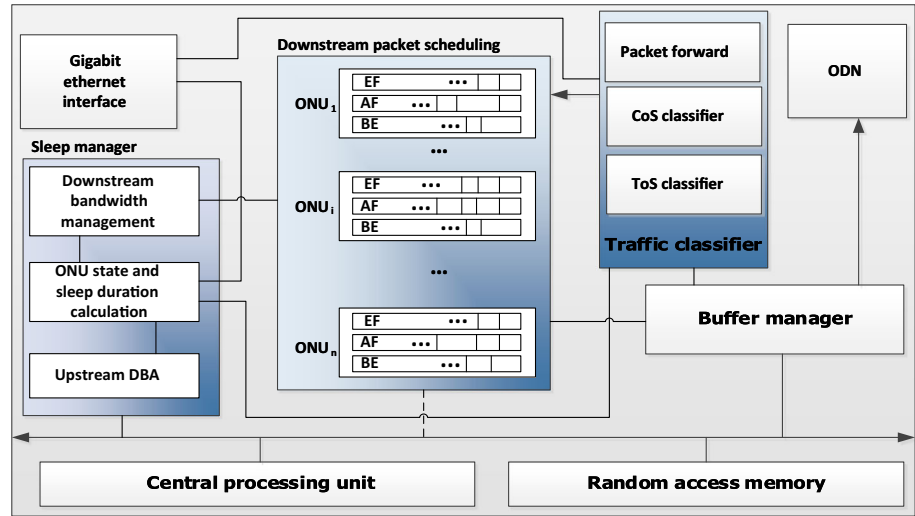 Gigabit
ethernet
interface
Sleep manager
Downstream
bandwidth
management
ONU state and
sleep duration
calculation
Upstream DBA
Downstream packet scheduling
ONU1
EF ...
AF ...
BE ...
...
ONUi
EF ...
AF ...
BE ...
...
ONUn
EF ...
AF ...
BE ...
Packet forward
CoS classifier
ToS classifier
Traffic classifier
ODN
Buffer manager
Central processing unit
Random access memory